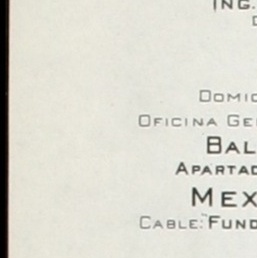 ING.
DOMIC
OFICINA GE
BAL
APARTAD
MEX
CABLE: FUND